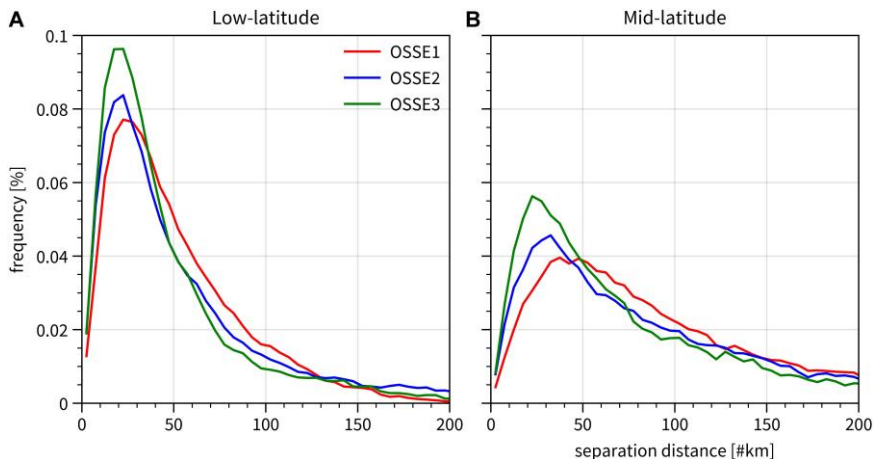 A Low-latitude
B Mid-latitude
OSSE1
OSSE2
OSSE3
frequency [%]
0.1
0.08
0.06
0.04
0.02
0
0 50 100 150 200
0 50 100 150 200
separation distance [#km]